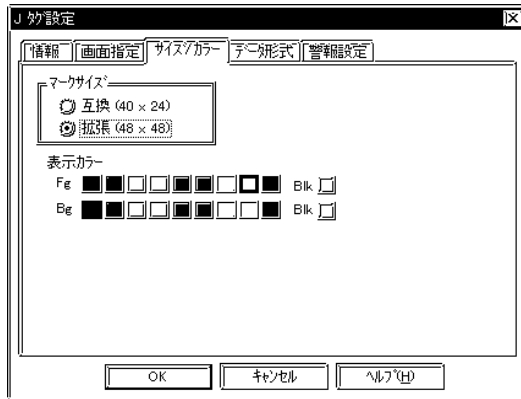 J ﾀｸﾞ設定
情報 画面指定 ｻｲｽﾞ/ｶﾗｰ ﾃﾞｰﾀ形式 警報設定
マークサイズ
互換 (40 × 24)
拡張 (48 × 48)
表示カラー
Fg Blk
Bg Blk
OK ｷｬﾝｾﾙ ﾍﾙﾌﾟ(H)